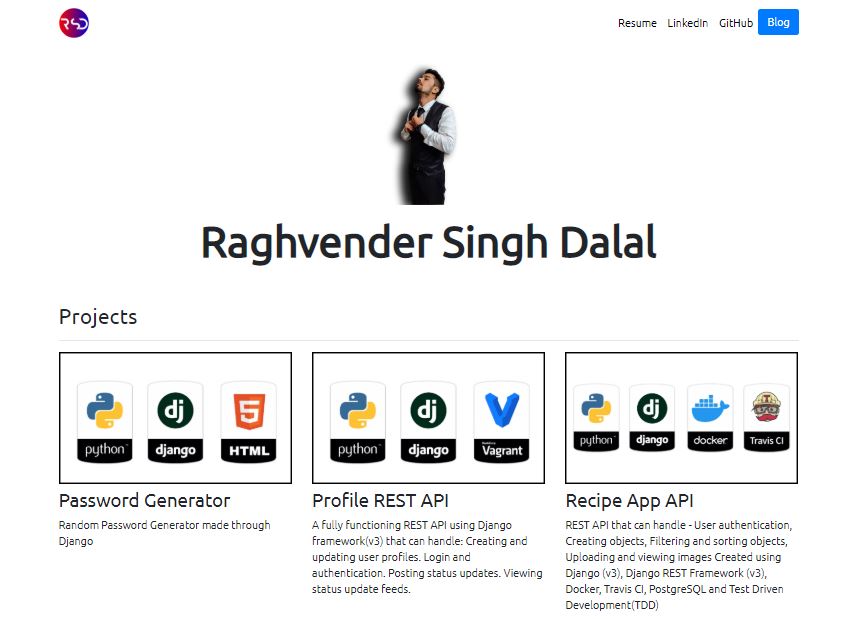 RSD
Resume LinkedIn GitHub Blog
Raghvender Singh Dalal
Projects
python django HTML
python django Vagrant
python django docker Travis CI
Password Generator
Random Password Generator made through
Django
Profile REST API
A fully functioning REST API using Django
framework(v3) that can handle: Creating and
updating user profiles. Login and
authentication. Posting status updates. Viewing
status update feeds.
Recipe App API
REST API that can handle - User authentication,
Creating objects, Filtering and sorting objects,
Uploading and viewing images Created using
Django (v3), Django REST Framework (v3),
Docker, Travis CI, PostgreSQL and Test Driven
Development(TDD)